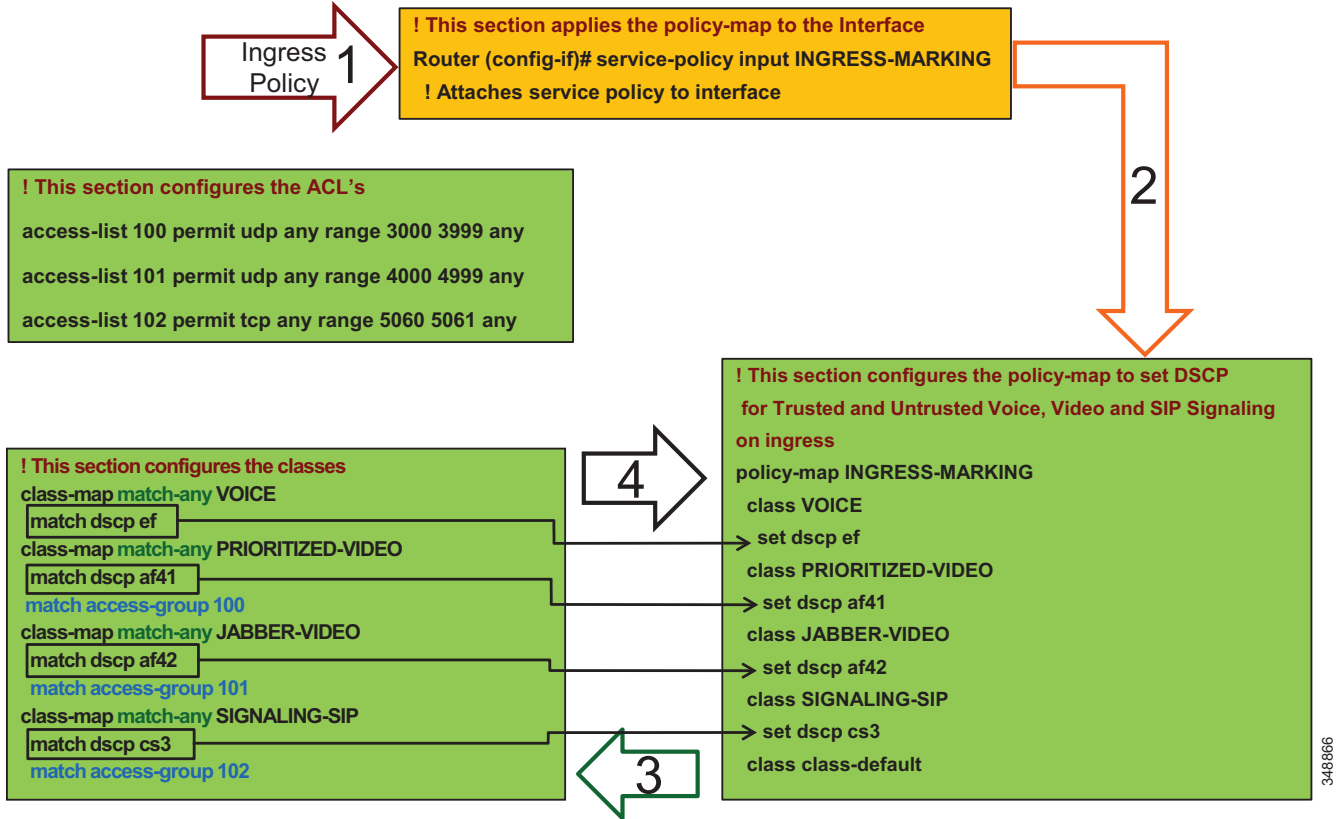 Ingress
Policy
1
! This section applies the policy-map to the Interface
Router (config-if)# service-policy input INGRESS-MARKING
! Attaches service policy to interface
2
! This section configures the ACL's
access-list 100 permit udp any range 3000 3999 any
access-list 101 permit udp any range 4000 4999 any
access-list 102 permit tcp any range 5060 5061 any
! This section configures the classes
class-map match-any VOICE
match dscp ef
class-map match-any PRIORITIZED-VIDEO
match dscp af41
match access-group 100
class-map match-any JABBER-VIDEO
match dscp af42
match access-group 101
class-map match-any SIGNALING-SIP
match dscp cs3
match access-group 102
4
3
! This section configures the policy-map to set DSCP
for Trusted and Untrusted Voice, Video and SIP Signaling
on ingress
policy-map INGRESS-MARKING
class VOICE
set dscp ef
class PRIORITIZED-VIDEO
set dscp af41
class JABBER-VIDEO
set dscp af42
class SIGNALING-SIP
set dscp cs3
class class-default
348866